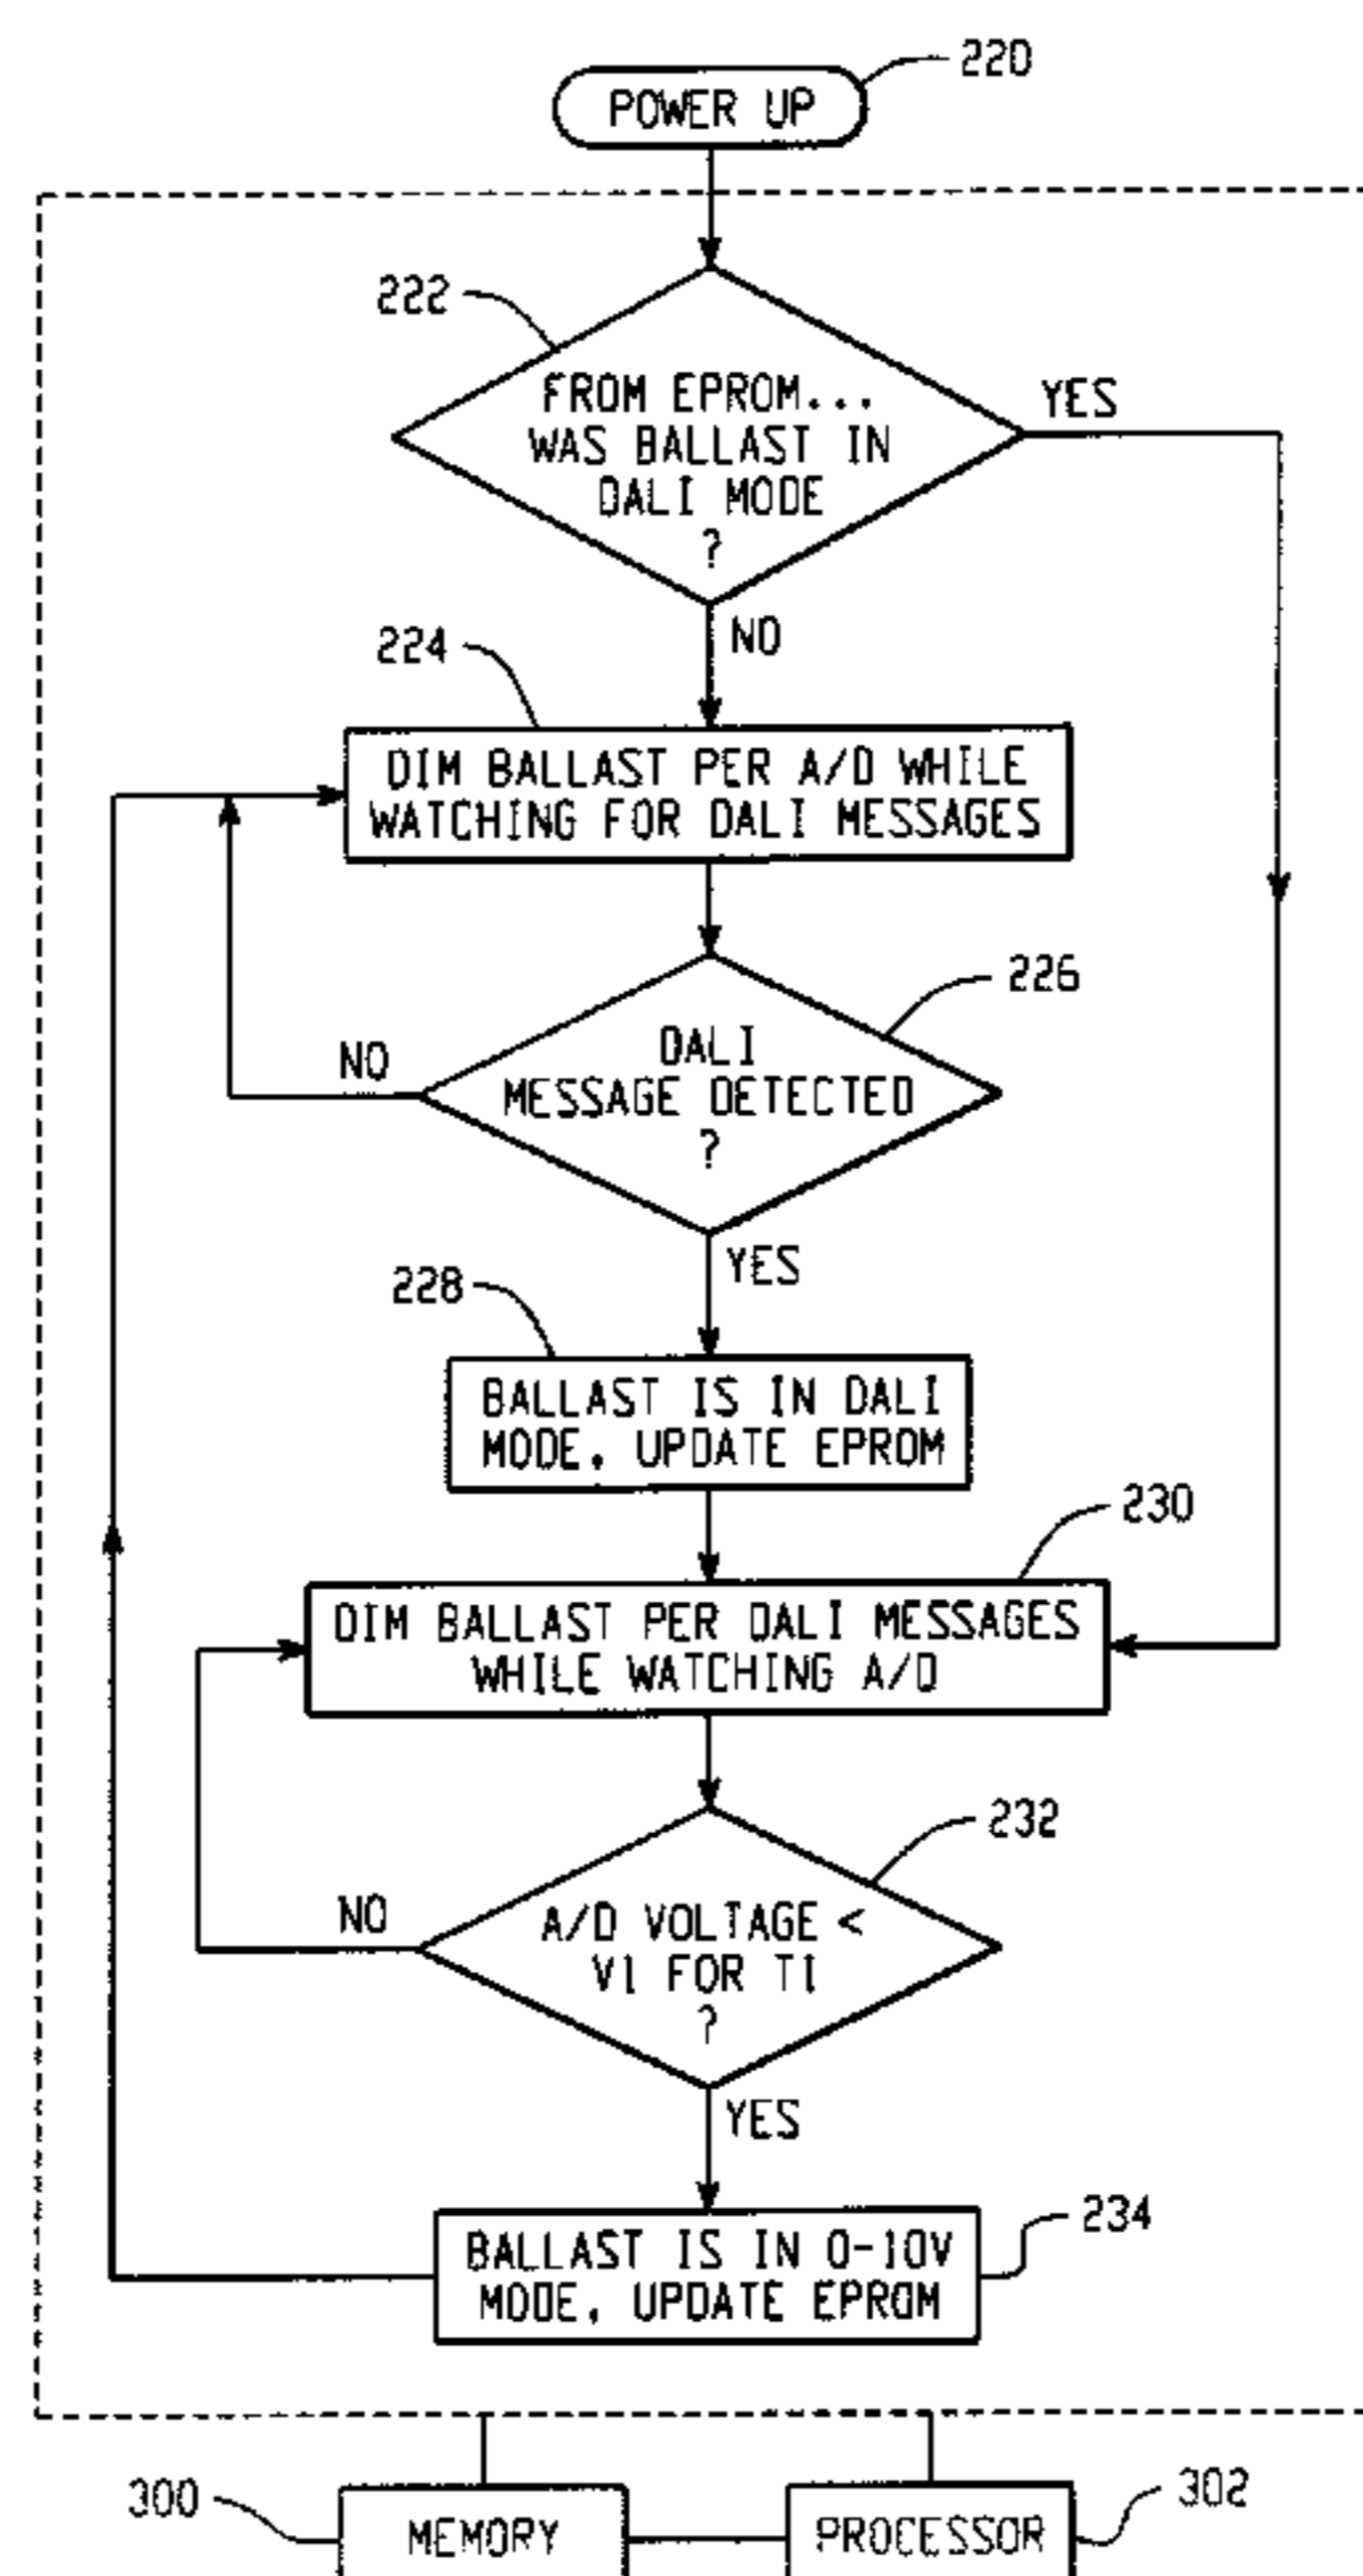 220
POWER UP
222
FROM EPROM...
WAS BALLAST IN
DALI MODE
?
YES
NO
224
DIM BALLAST PER A/D WHILE
WATCHING FOR DALI MESSAGES
226
DALI
MESSAGE DETECTED
?
NO
YES
228
BALLAST IS IN DALI
MODE. UPDATE EPROM
230
DIM BALLAST PER DALI MESSAGES
WHILE WATCHING A/D
232
A/D VOLTAGE <
V1 FOR T1
?
NO
YES
234
BALLAST IS IN 0-10V
MODE, UPDATE EPROM
300
MEMORY
PROCESSOR
302